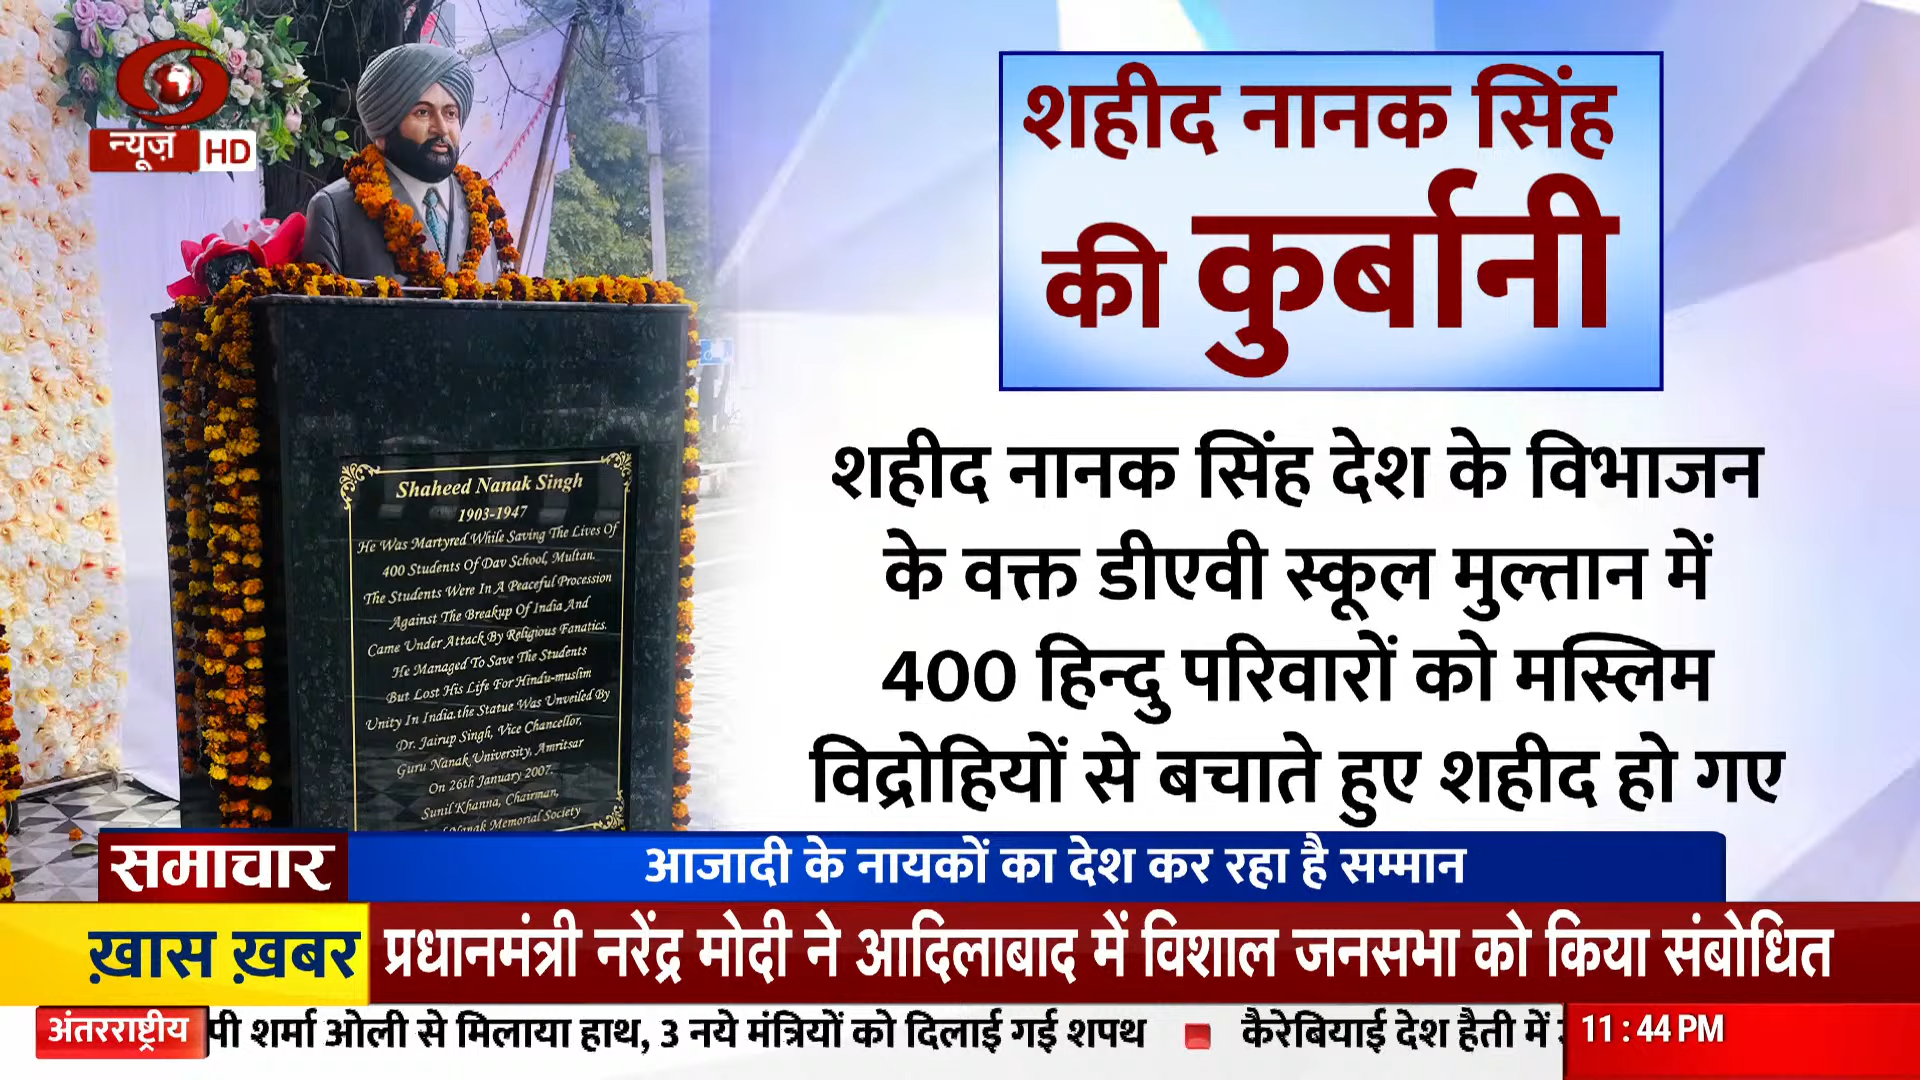 न्यूज़ HD
शहीद नानक सिंह
की कुर्बानी
शहीद नानक सिंह देश के विभाजन
के वक्त डीएवी स्कूल मुल्तान में
400 हिन्दु परिवारों को मस्लिम
विद्रोहियों से बचाते हुए शहीद हो गए
Shaheed Nanak Singh
1903-1947
He Was Martyred While Saving The Lives Of
400 Students Of Dav School, Multan.
The Students Were In A Peaceful Procession
Against The Breakup Of India And
Came Under Attack By Religious Fanatics.
He Managed To Save The Students
But Lost His Life For Hindu-muslim
Unity In India.the Statue Was Unveiled By
Dr. Jairup Singh, Vice Chancellor,
Guru Nanak University, Amritsar
On 26th January 2007.
Sunil Khanna, Chairman,
Nanak Memorial Society
समाचार
आजादी के नायकों का देश कर रहा है सम्मान
ख़ास ख़बर
प्रधानमंत्री नरेंद्र मोदी ने आदिलाबाद में विशाल जनसभा को किया संबोधित
अंतरराष्ट्रीय
पी शर्मा ओली से मिलाया हाथ, 3 नये मंत्रियों को दिलाई गई शपथ
कैरेबियाई देश हैती में
11:44 PM